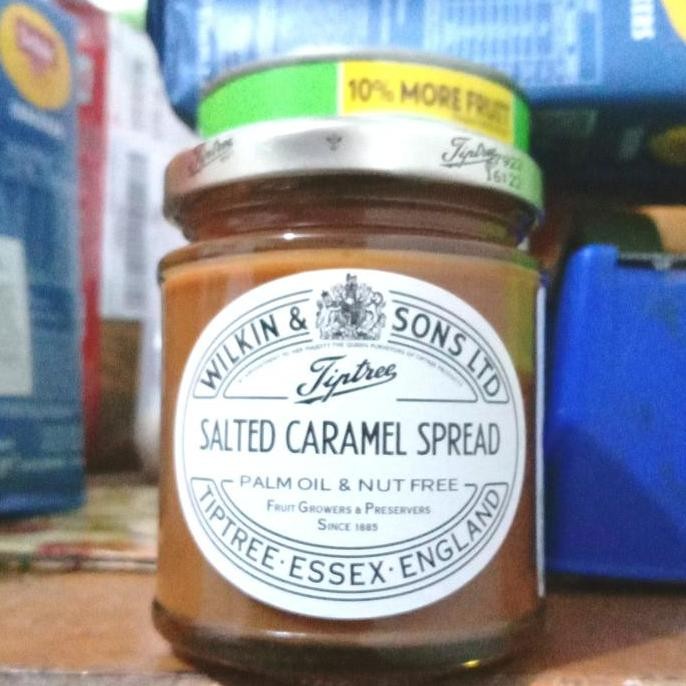 10% MORE FRUIT
Tiptree
Tiptree
WILKIN & SONS LTD
Tiptree
SALTED CARAMEL SPREAD
PALM OIL & NUT FREE
FRUIT GROWERS & PRESERVERS
SINCE 1885
TIPTREE · ESSEX · ENGLAND